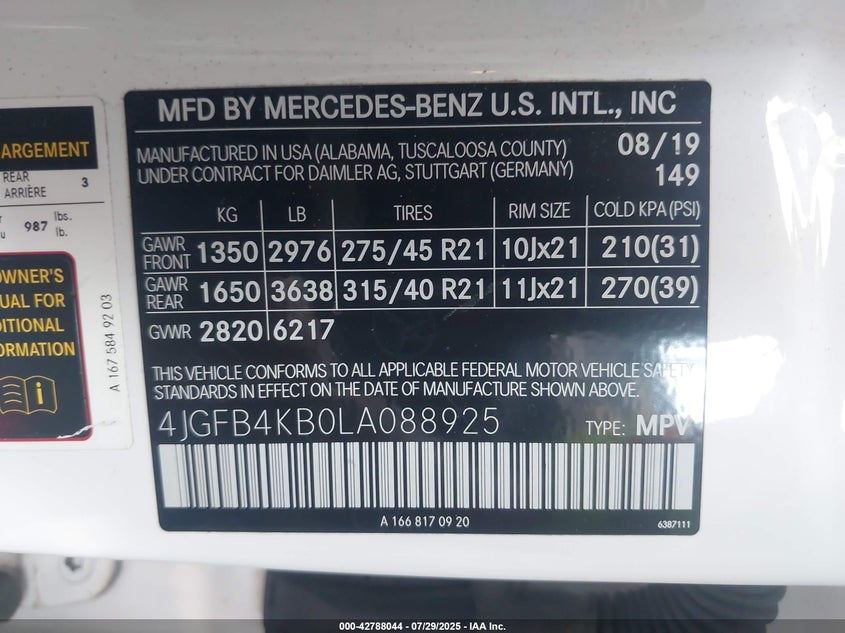 MFD BY MERCEDES-BENZ U.S. INTL., INC
MANUFACTURED IN USA (ALABAMA, TUSCALOOSA COUNTY) 08/19
UNDER CONTRACT FOR DAIMLER AG, STUTTGART (GERMANY) 149
KG LB TIRES RIM SIZE COLD KPA (PSI)
GAWR FRONT 1350 2976 275/45 R21 10Jx21 210(31)
GAWR REAR 1650 3638 315/40 R21 11Jx21 270(39)
GVWR 2820 6217
THIS VEHICLE CONFORMS TO ALL APPLICABLE FEDERAL MOTOR VEHICLE SAFETY
STANDARDS IN EFFECT ON THE DATE OF MANUFACTURE SHOWN ABOVE.
4JGFB4KB0LA088925 TYPE: MPV
A 166 817 09 20
6387111
ARGEMENT
REAR
ARRIÈRE 3
987 lbs.
lb.
OWNER'S
UAL FOR
DITIONAL
ORMATION
A 167 584 92 03
000-42788044 / 07/29/2025 - IAA Inc.